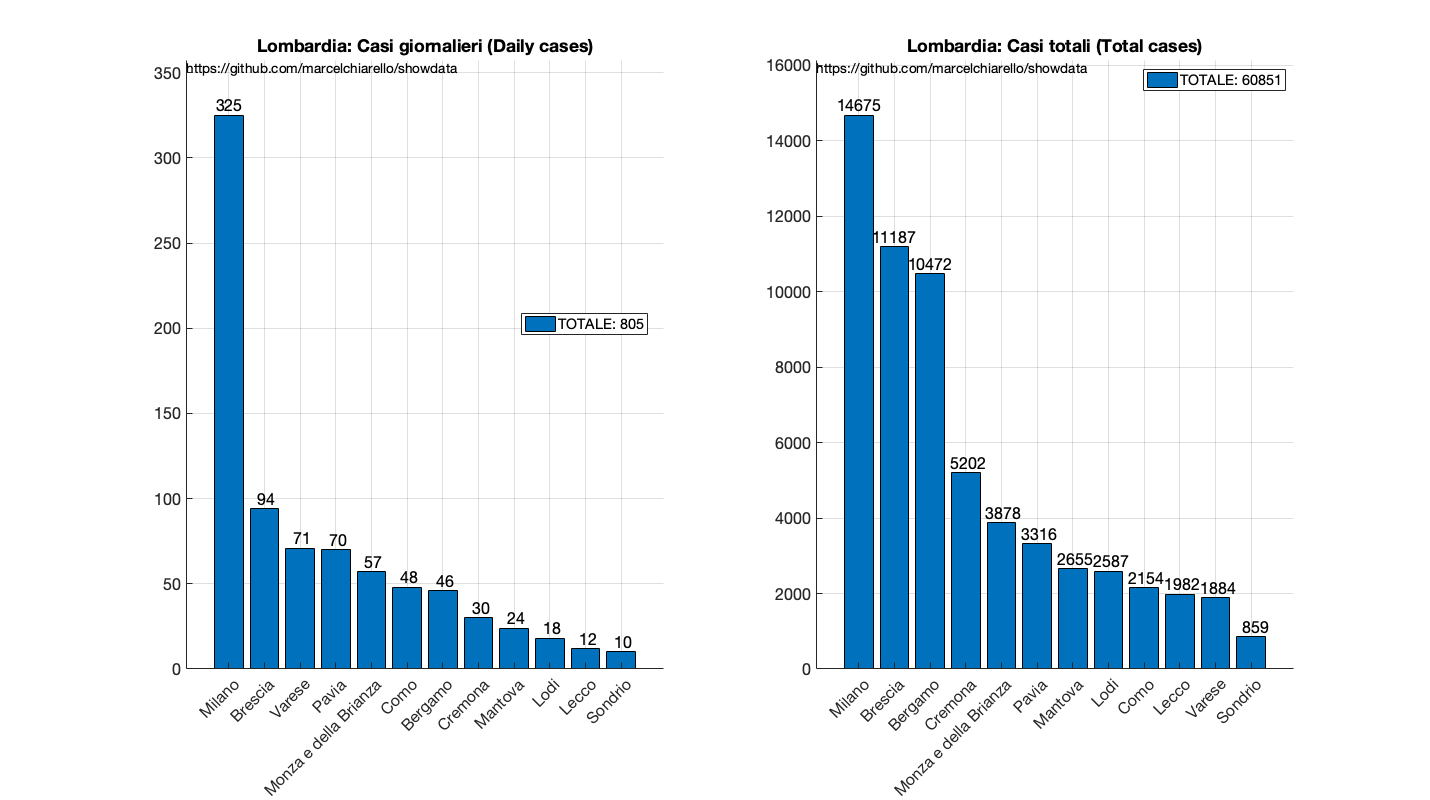 Lombardia: Casi giornalieri (Daily cases)
https://github.com/marcelchiarello/showdata
350
300
250
200
150
100
50
0
325
94
71
70
57
48
46
30
24
18
12
10
TOTALE: 805
Milano
Brescia
Varese
Pavia
Monza e della Brianza
Como
Bergamo
Cremona
Mantova
Lodi
Lecco
Sondrio
Lombardia: Casi totali (Total cases)
https://github.com/marcelchiarello/showdata
TOTALE: 60851
16000
14000
12000
10000
8000
6000
4000
2000
0
14675
11187
10472
5202
3878
3316
2655
2587
2154
1982
1884
859
Milano
Brescia
Bergamo
Cremona
Monza e della Brianza
Pavia
Mantova
Lodi
Como
Lecco
Varese
Sondrio